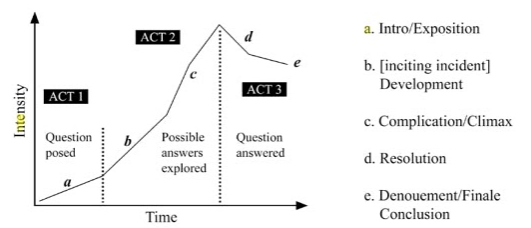 Intensity
ACT 1
ACT 2
ACT 3
Question
posed
Possible
answers
explored
Question
answered
a
b
c
d
e
Time
a. Intro/Exposition
b. [inciting incident]
Development
c. Complication/Climax
d. Resolution
e. Denouement/Finale
Conclusion